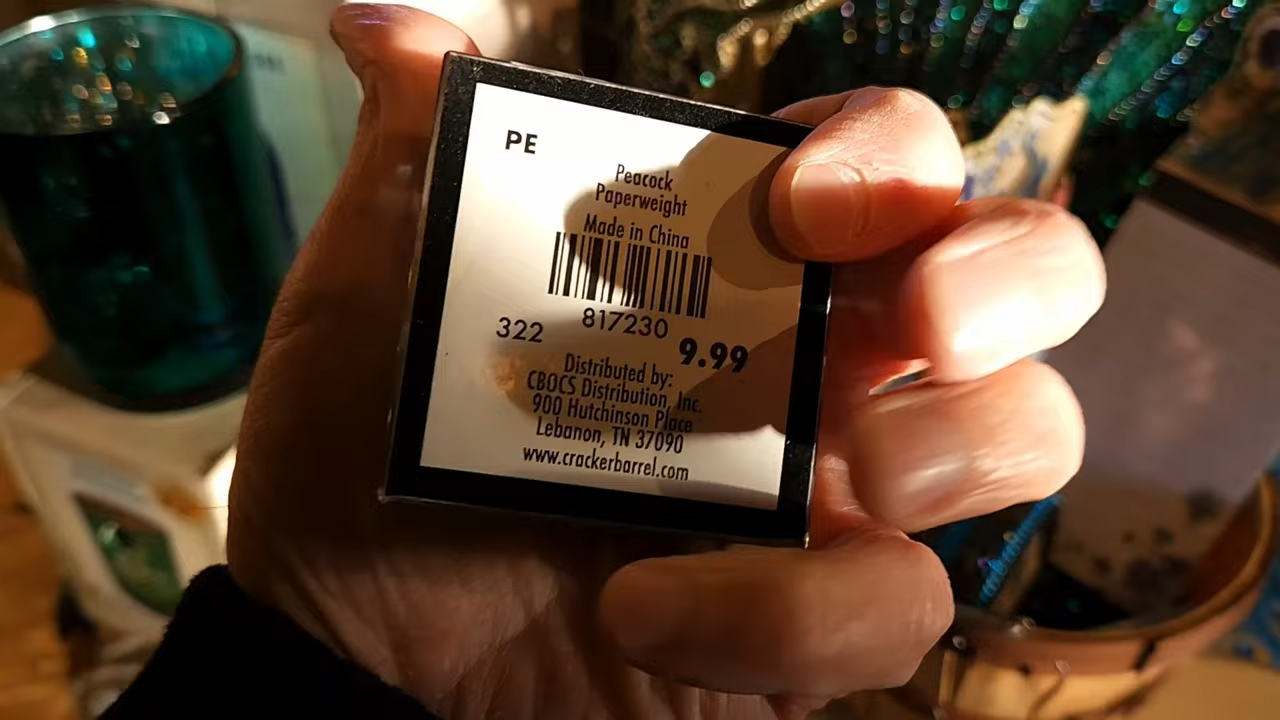 PE
Peacock
Paperweight
Made in China
817230
322
9.99
Distributed by:
CBOCS Distribution, Inc.
900 Hutchinson Place
Lebanon, TN 37090
www.crackerbarrel.com